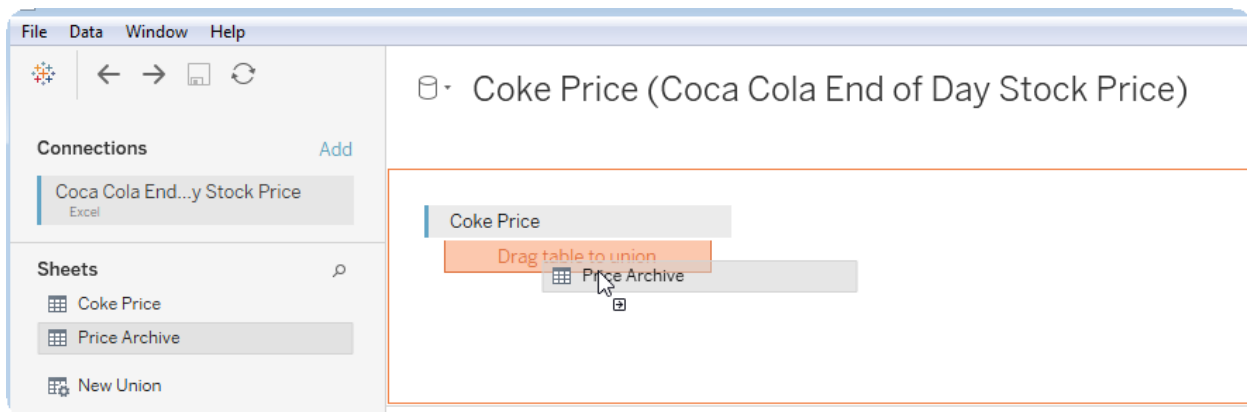 File Data Window Help
Coke Price (Coca Cola End of Day Stock Price)
Connections Add
Coca Cola End...y Stock Price
Excel
Sheets
Coke Price
Price Archive
New Union
Coke Price
Drag table to union
Price Archive